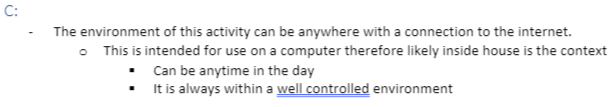 C:
- The environment of this activity can be anywhere with a connection to the internet.
o This is intended for use on a computer therefore likely inside house is the context
▪ Can be anytime in the day
▪ It is always within a well controlled environment